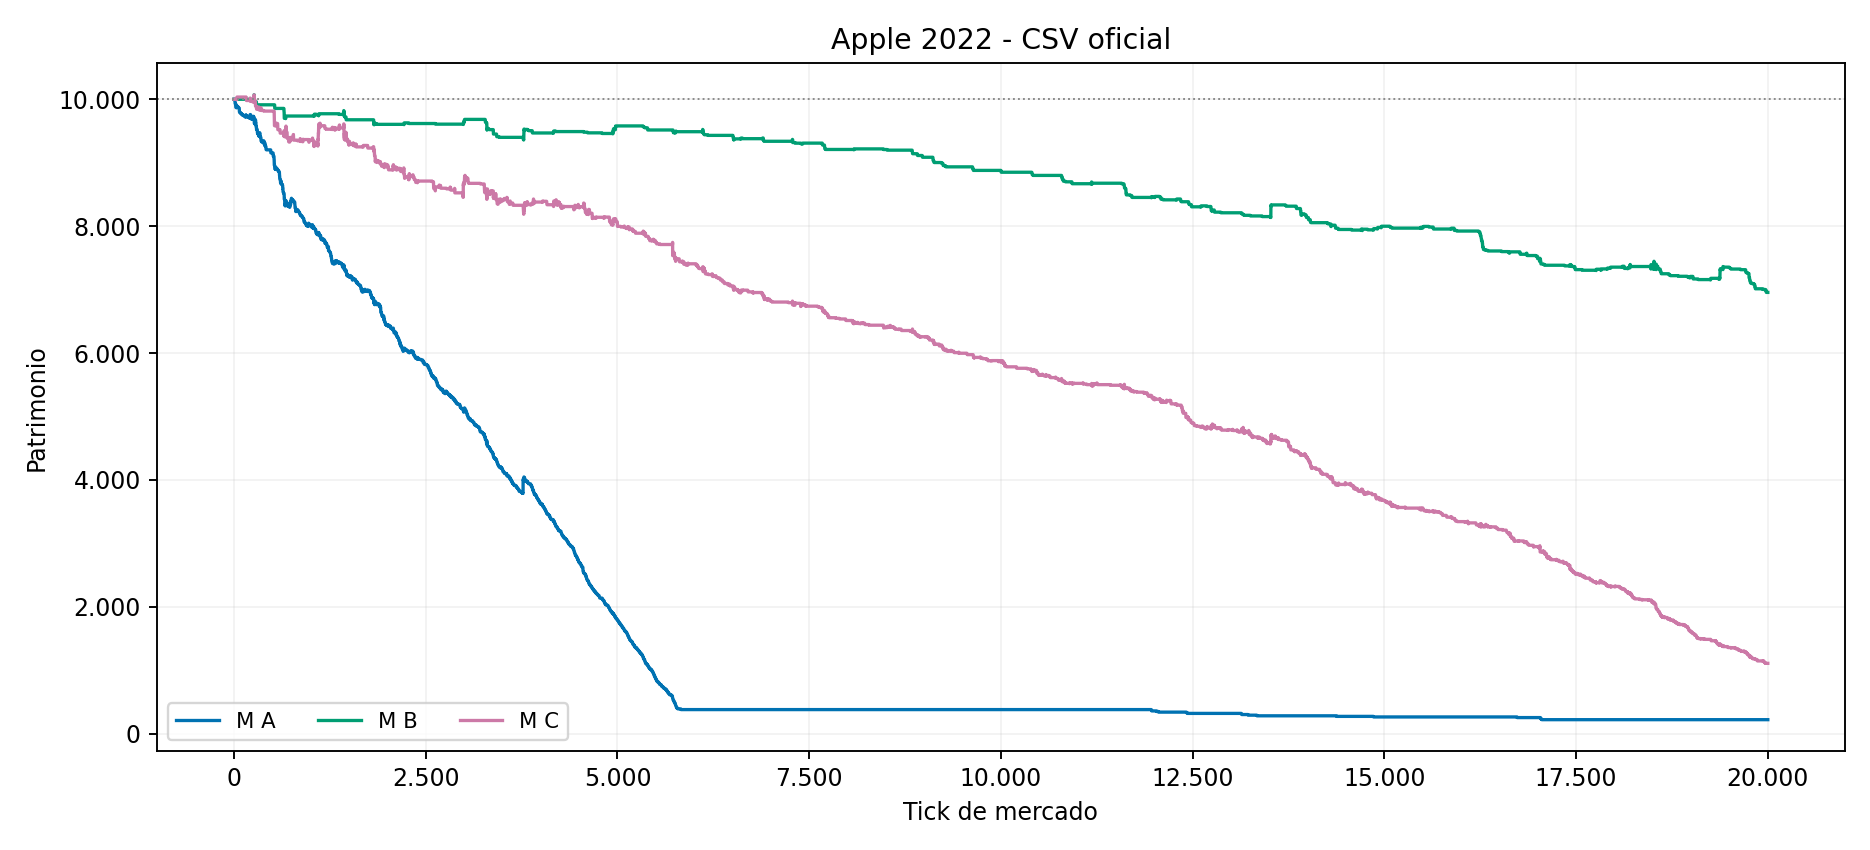 Apple 2022 - CSV oficial
Patrimonio
10.000
8.000
6.000
4.000
2.000
0
M A M B M C
0 2.500 5.000 7.500 10.000 12.500 15.000 17.500 20.000
Tick de mercado